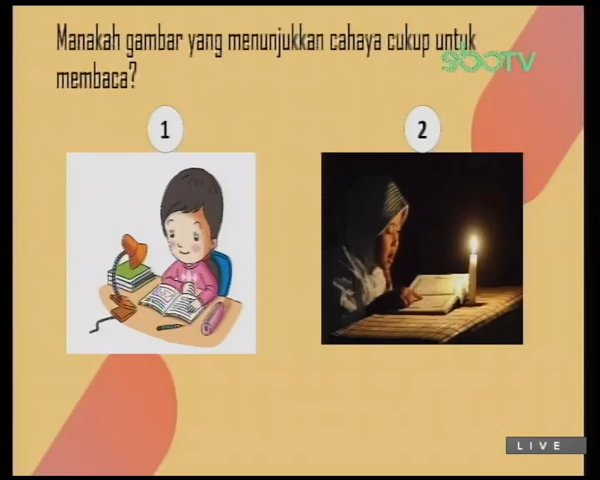 Manakah gambar yang menunjukkan cahaya cukup untuk
membaca?
sboTV
1
2
LIVE